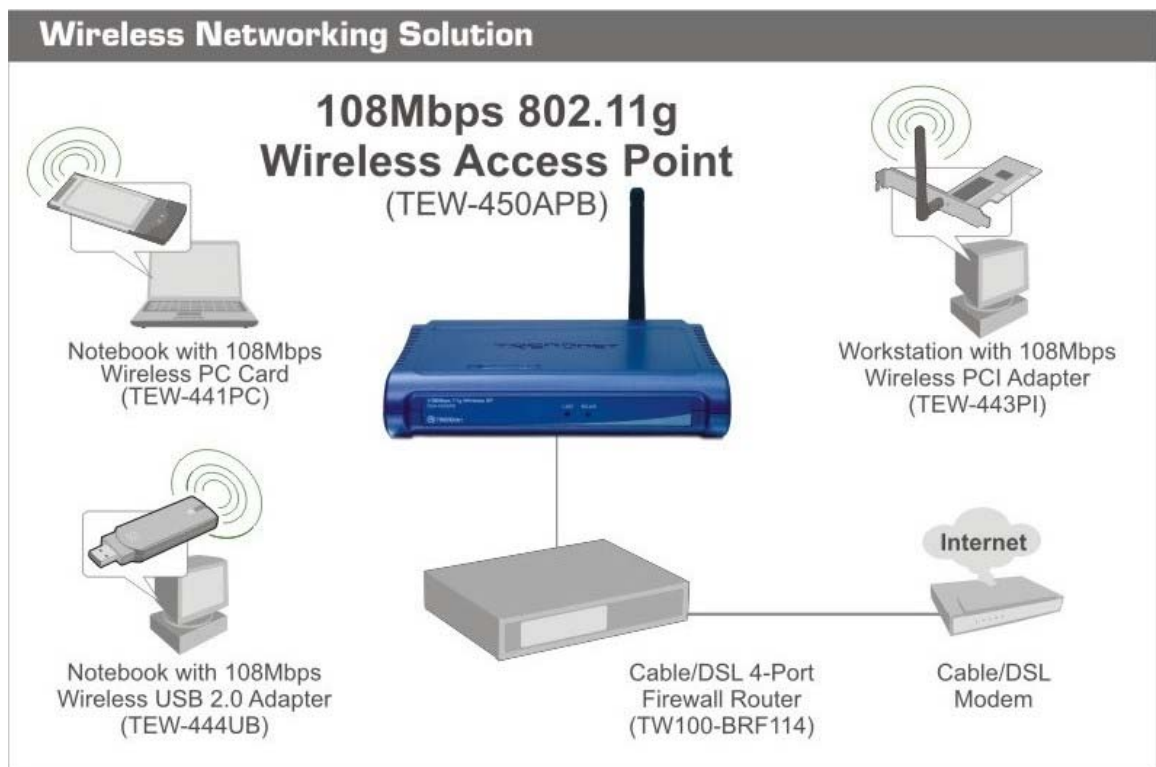 Wireless Networking Solution
108Mbps 802.11g
Wireless Access Point
(TEW-450APB)
Notebook with 108Mbps
Wireless PC Card
(TEW-441PC)
Workstation with 108Mbps
Wireless PCI Adapter
(TEW-443PI)
TRENDNET
Notebook with 108Mbps
Wireless USB 2.0 Adapter
(TEW-444UB)
Internet
Cable/DSL 4-Port
Firewall Router
(TW100-BRF114)
Cable/DSL
Modem